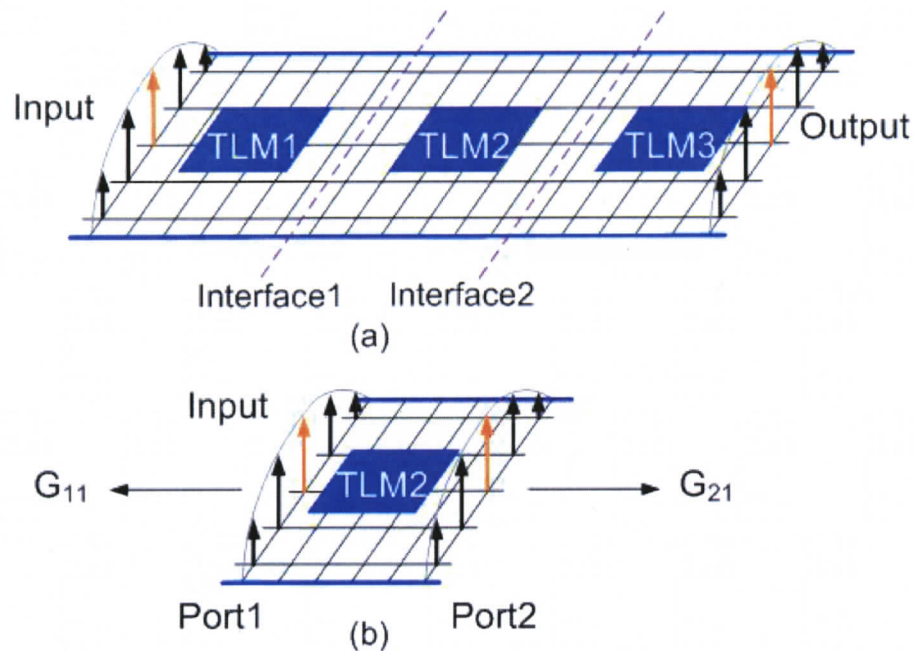 Input
TLM1 TLM2 TLM3
Output
Interface1 Interface2
(a)
Input
G11 TLM2 G21
Port1 Port2
(b)